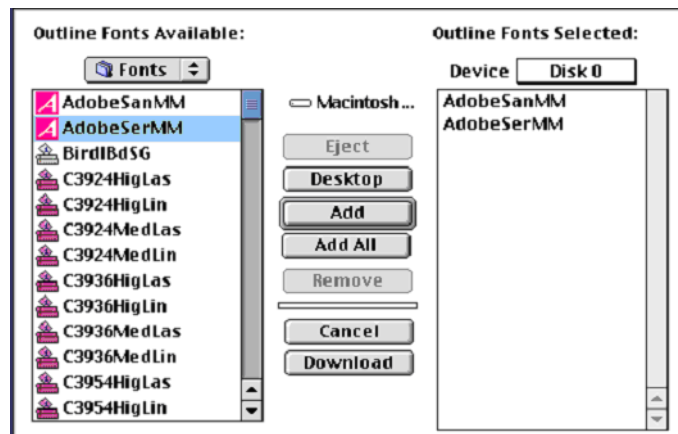 Outline Fonts Available:
Fonts
AdobeSanMM
AdobeSerMM
BirdlBdSG
C3924HigLas
C3924HigLin
C3924MedLas
C3924MedLin
C3936HigLas
C3936HigLin
C3936MedLas
C3936MedLin
C3954HigLas
C3954HigLin
Macintosh ...
Eject
Desktop
Add
Add All
Remove
Cancel
Download
Outline Fonts Selected:
Device Disk 0
AdobeSanMM
AdobeSerMM